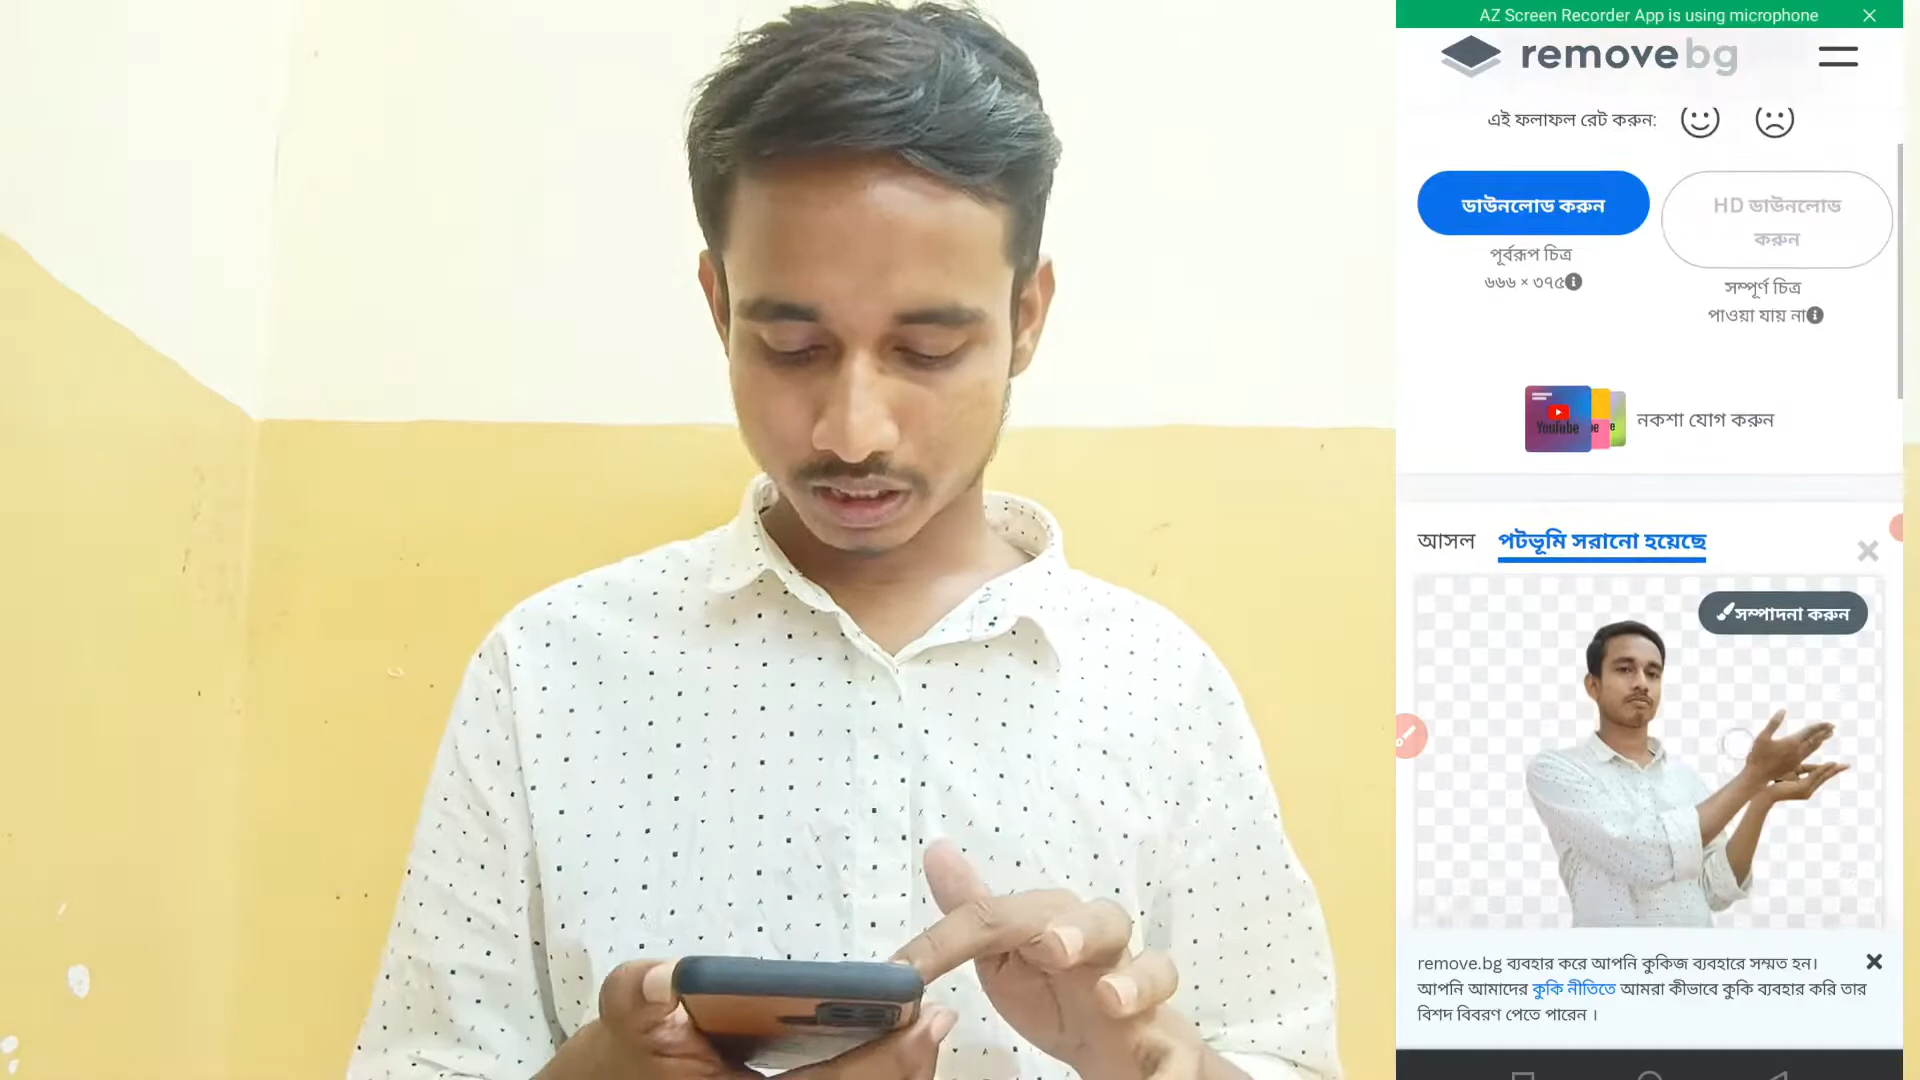 AZ Screen Recorder App is using microphone
removebg
এই ফলাফল রেট করুন:
ডাউনলোড করুন
HD ডাউনলোড
করুন
পূর্বরূপ চিত্র
৬৬৬ × ৩৭৫
সম্পূর্ণ চিত্র
পাওয়া যায় না
YouTube be e
নকশা যোগ করুন
আসল পটভূমি সরানো হয়েছে
সম্পাদনা করুন
remove.bg ব্যবহার করে আপনি কুকিজ ব্যবহারে সম্মত হন।
আপনি আমাদের কুকি নীতিতে আমরা কীভাবে কুকি ব্যবহার করি তার
বিশদ বিবরণ পেতে পারেন ।